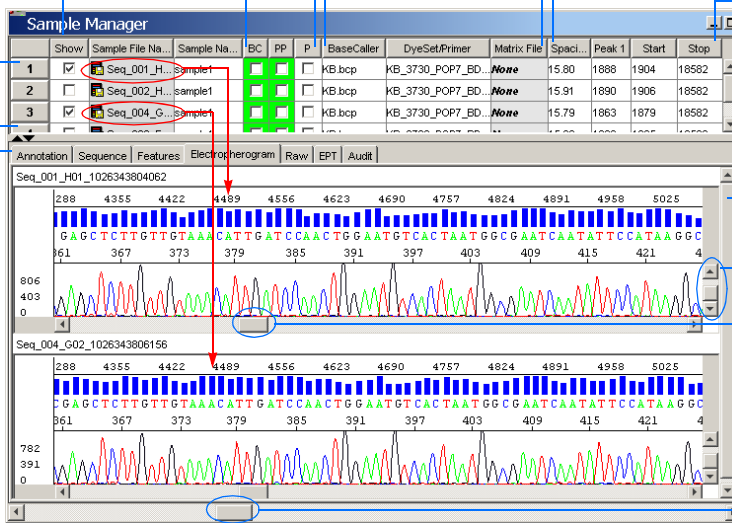 Sample Manager
Show Sample File Na... Sample Na... BC PP P BaseCaller DyeSet/Primer Matrix File Spaci... Peak 1 Start Stop
1 Seq_001_H... sample1 KB.bcp KB_3730_POP7_BD... None 15.80 1888 1904 18582
2 Seq_002_H... sample1 KB.bcp KB_3730_POP7_BD... None 15.91 1890 1906 18582
3 Seq_004_G... sample1 KB.bcp KB_3730_POP7_BD... None 15.79 1863 1879 18582
Annotation Sequence Features Electropherogram Raw EPT Audit
Seq_001_H01_1026343804062
288 4355 4422 4489 4556 4623 4690 4757 4824 4891 4958 5025
GAGCTCTTGTTGTAAACATTGATCCAACTGGAATGTCACTAATGGCGAATCAATATTCCATAAGGC
361 367 373 379 385 391 397 403 409 415 421 4
806
403
0
Seq_004_G02_1026343806156
288 4355 4422 4489 4556 4623 4690 4757 4824 4891 4958 5025
CGAGCTCTTGTTGTAAACATTGATCCAACTGGAATGTCACTAATGGCGAATCAATATTCCATAAGGC
361 367 373 379 385 391 397 403 409 415 421 4
782
391
0